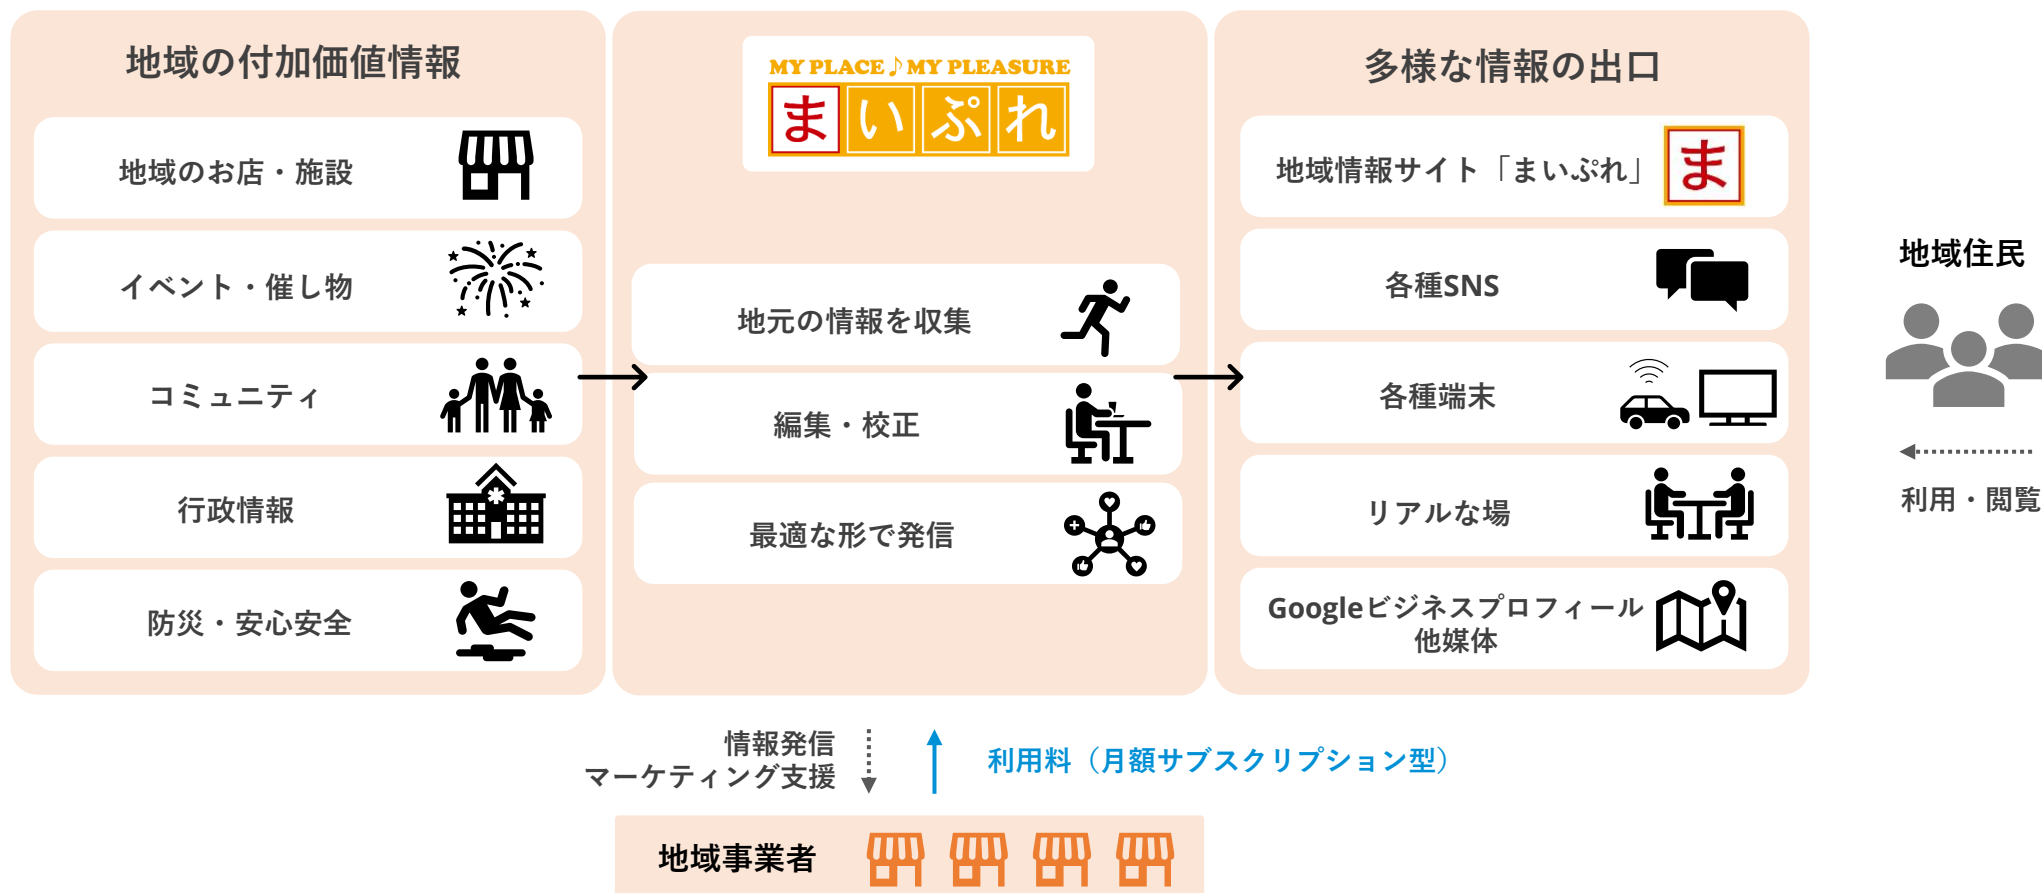 地域の付加価値情報
地域のお店・施設
イベント・催し物
コミュニティ
行政情報
防災・安心安全
MY PLACE♪MY PLEASURE
まいぷれ
地元の情報を収集
編集・校正
最適な形で発信
多様な情報の出口
地域情報サイト「まいぷれ」
ま
各種SNS
各種端末
リアルな場
Googleビジネスプロフィール
他媒体
地域住民
利用・閲覧
情報発信
マーケティング支援
利用料（月額サブスクリプション型）
地域事業者